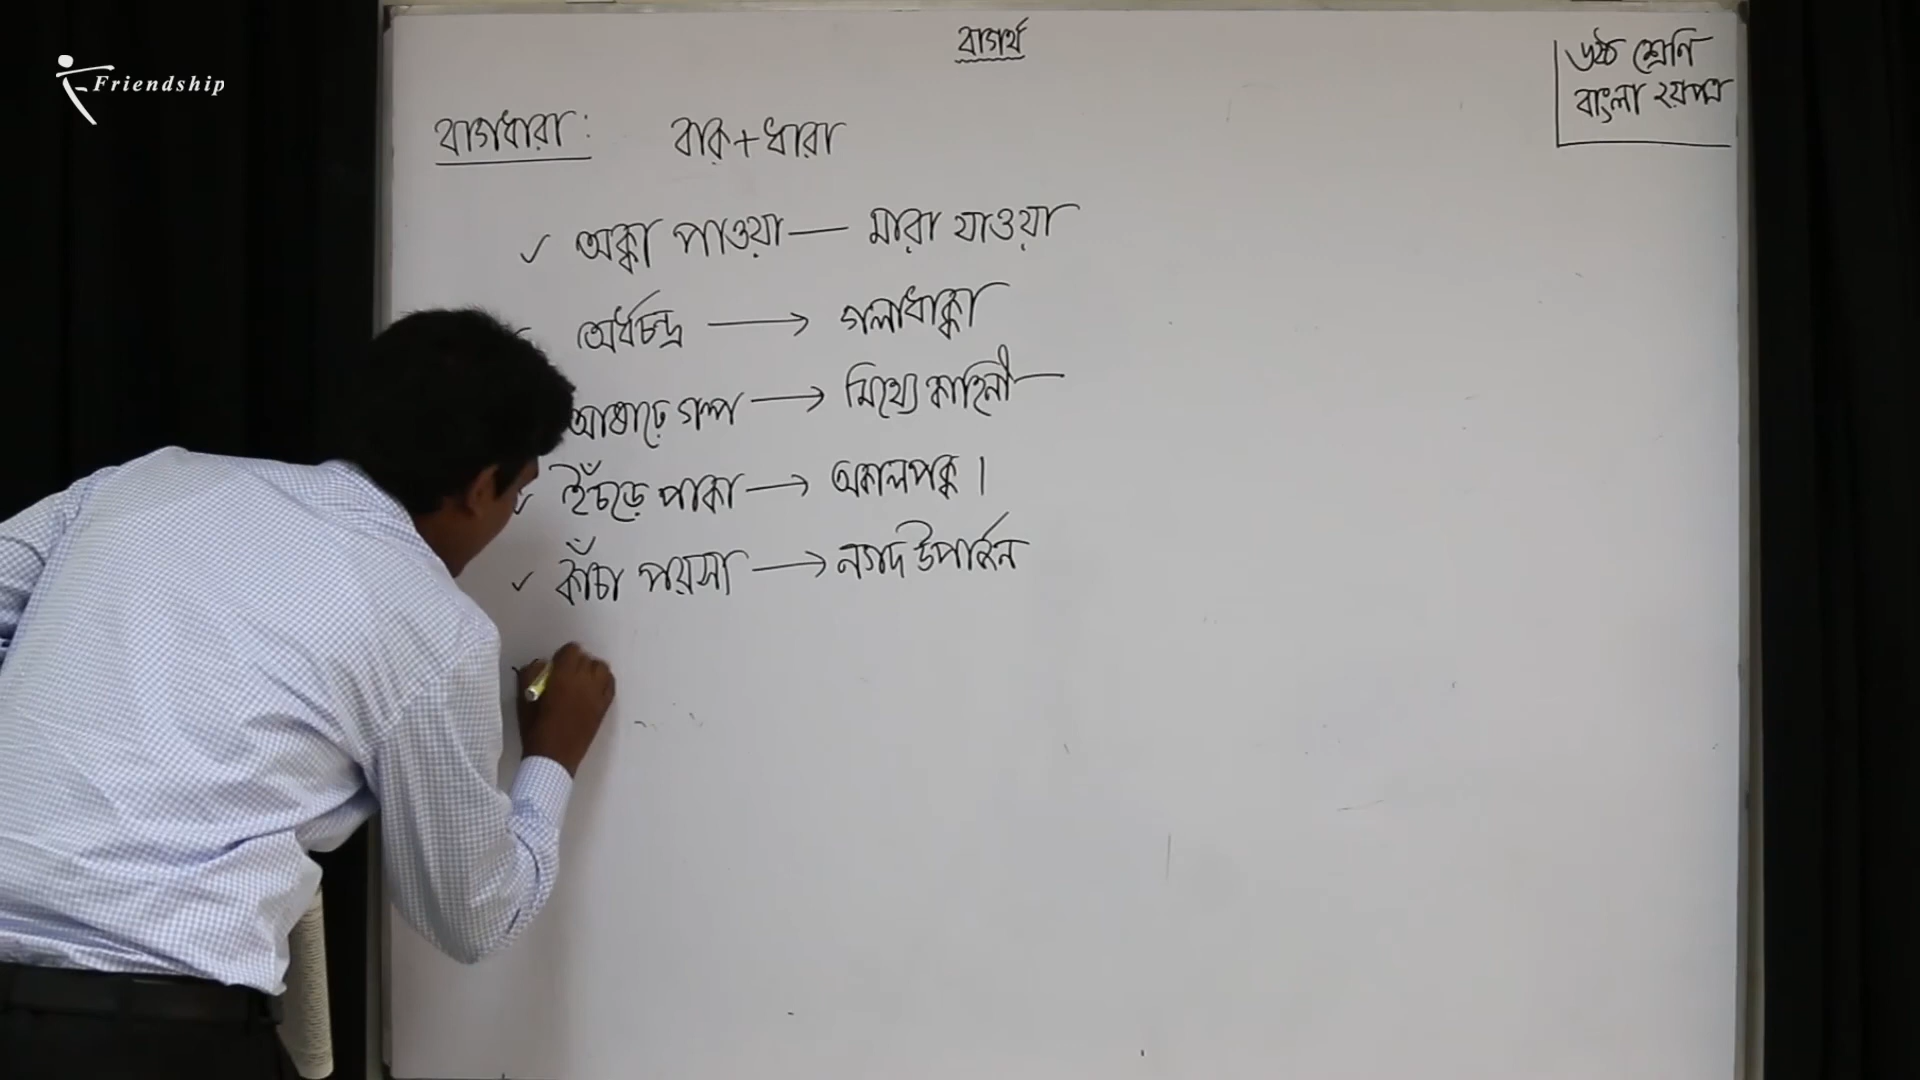 Friendship
বাগর্থ
৬ষ্ঠ শ্রেণি
বাংলা ২য়পত্র
বাগধারা: বাক্+ধারা
✓ অক্কা পাওয়া — মারা যাওয়া
অর্ধচন্দ্র → গলাধাক্কা
আষাঢ়ে গল্প → মিথ্যে কাহিনী
✓ ইঁচড়ে পাকা → অকালপক্ক।
✓ কাঁচা পয়সা → নগদ উপার্জন